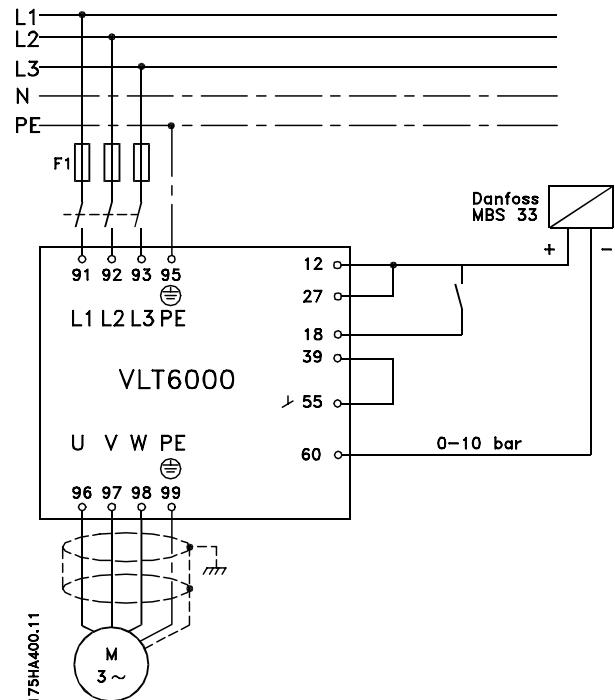 L1
L2
L3
N
PE
F1
Danfoss
MBS 33
+ -
91 92 93 95
L1 L2 L3 PE
12
27
18
39
55
60
VLT6000
0-10 bar
U V W PE
96 97 98 99
M
3~
175HA400.11